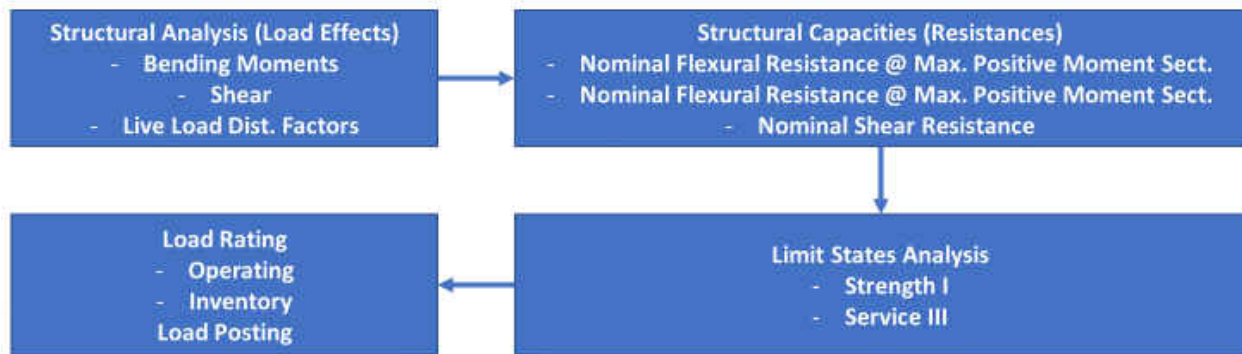 Structural Analysis (Load Effects)
- Bending Moments
- Shear
- Live Load Dist. Factors
Structural Capacities (Resistances)
- Nominal Flexural Resistance @ Max. Positive Moment Sect.
- Nominal Flexural Resistance @ Max. Positive Moment Sect.
- Nominal Shear Resistance
Limit States Analysis
- Strength I
- Service III
Load Rating
- Operating
- Inventory
Load Posting